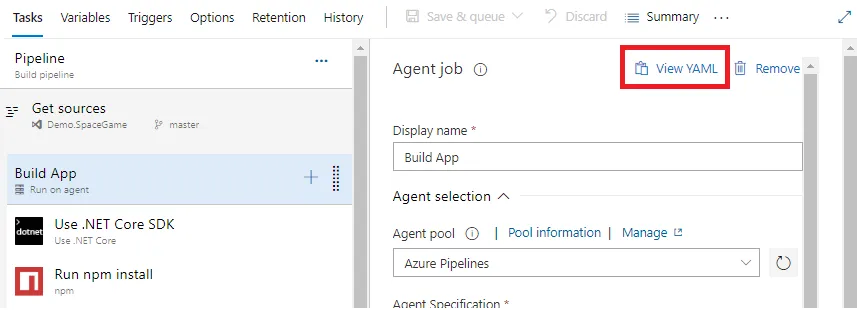 Tasks Variables Triggers Options Retention History Save & queue Discard Summary ...
Pipeline
Build pipeline
Get sources
Demo.SpaceGame master
Build App
Run on agent
dotnet
Use .NET Core SDK
Use .NET Core
Run npm install
npm
Agent job View YAML Remove
Display name *
Build App
Agent selection
Agent pool | Pool information | Manage
Azure Pipelines
Agent Specification *